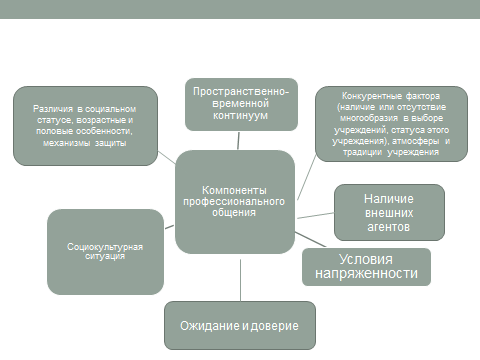 Пространственно-
временной
континуум
Различия в социальном
статусе, возрастные и
половые особенности,
механизмы защиты
Конкурентные фактора
(наличие или отсутствие
многообразия в выборе
учреждений, статуса этого
учреждения), атмосферы и
традиции учреждения
Компоненты
профессионального
общения
Наличие
внешних
агентов
Социокультурная
ситуация
Условия
напряженности
Ожидание и доверие